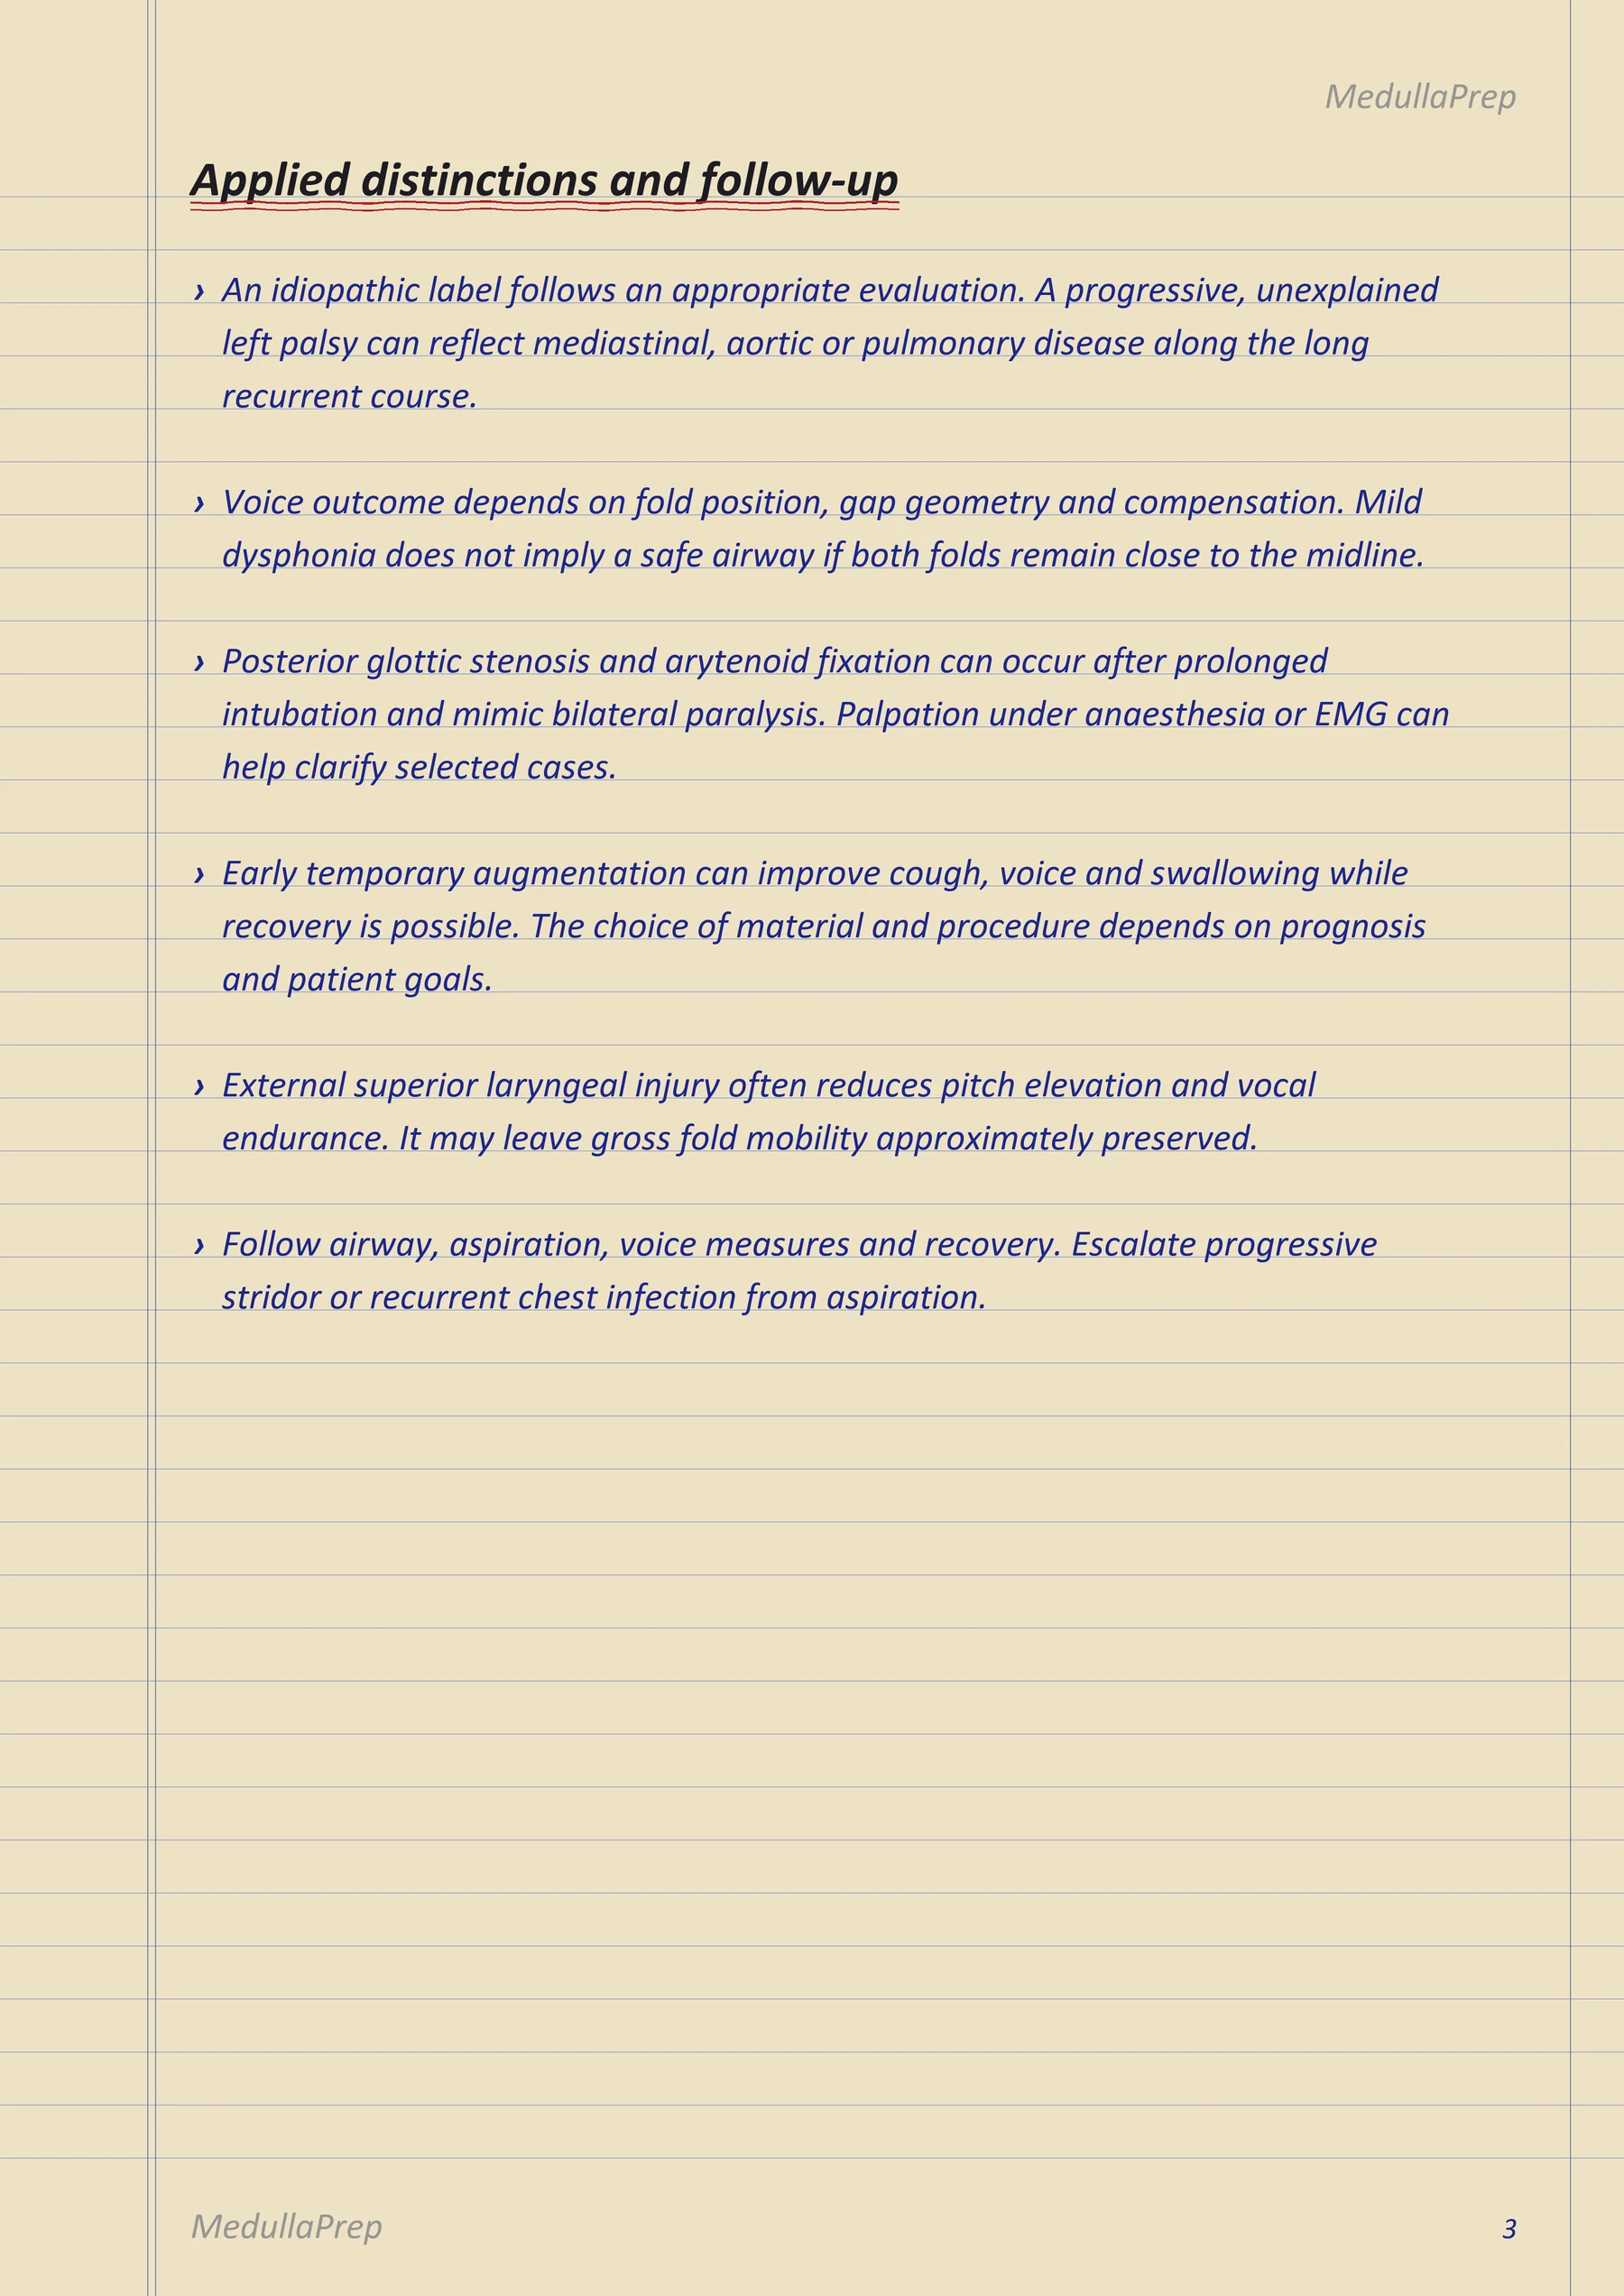 MedullaPrep
Applied distinctions and follow-up
› An idiopathic label follows an appropriate evaluation. A progressive, unexplained
left palsy can reflect mediastinal, aortic or pulmonary disease along the long
recurrent course.
› Voice outcome depends on fold position, gap geometry and compensation. Mild
dysphonia does not imply a safe airway if both folds remain close to the midline.
› Posterior glottic stenosis and arytenoid fixation can occur after prolonged
intubation and mimic bilateral paralysis. Palpation under anaesthesia or EMG can
help clarify selected cases.
› Early temporary augmentation can improve cough, voice and swallowing while
recovery is possible. The choice of material and procedure depends on prognosis
and patient goals.
› External superior laryngeal injury often reduces pitch elevation and vocal
endurance. It may leave gross fold mobility approximately preserved.
› Follow airway, aspiration, voice measures and recovery. Escalate progressive
stridor or recurrent chest infection from aspiration.
MedullaPrep
3